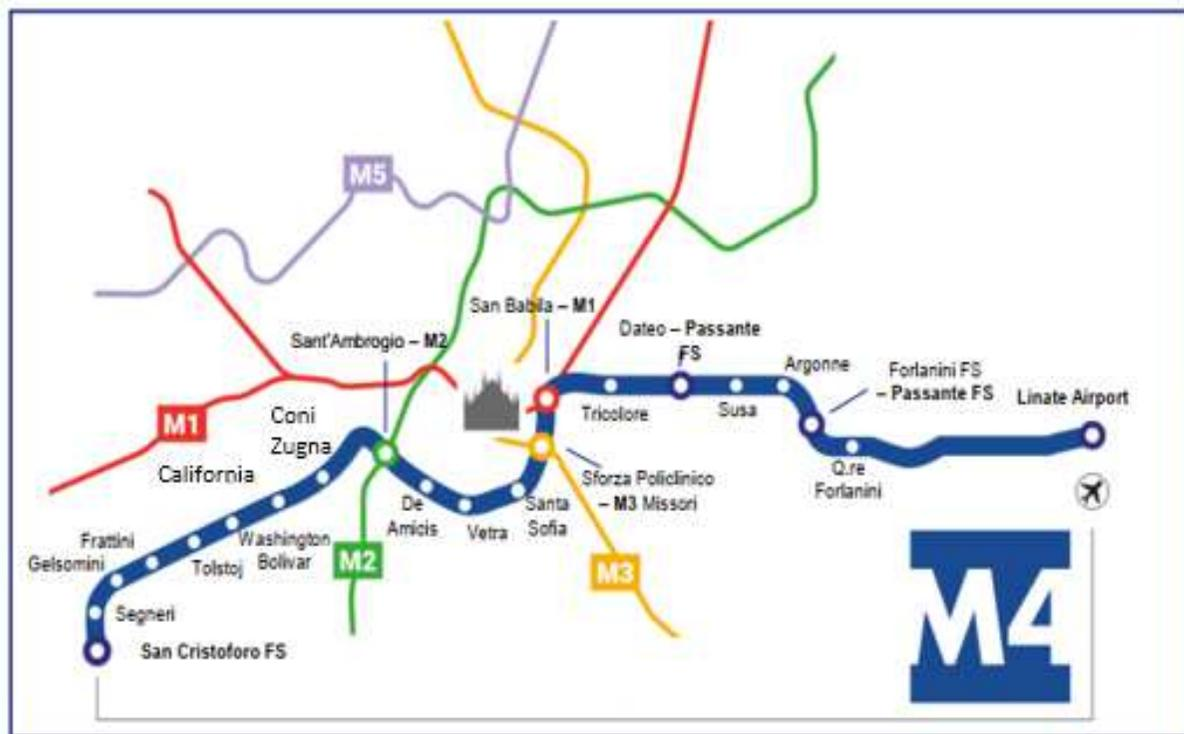 M5
San Babila – M1
Sant'Ambrogio – M2
Dateo – Passante
FS
Argonne
Forlanini FS
– Passante FS
Linate Airport
M1
Coni
Zugna
California
Tricolore
Susa
Q.re
Forlanini
Sforza Policlinico
– M3 Missori
De
Amicis
Vetra
Santa
Sofia
Frattini
Gelsomini
Tolstoj
Washington
Bolivar
M2
M3
Segneri
San Cristoforo FS
M4